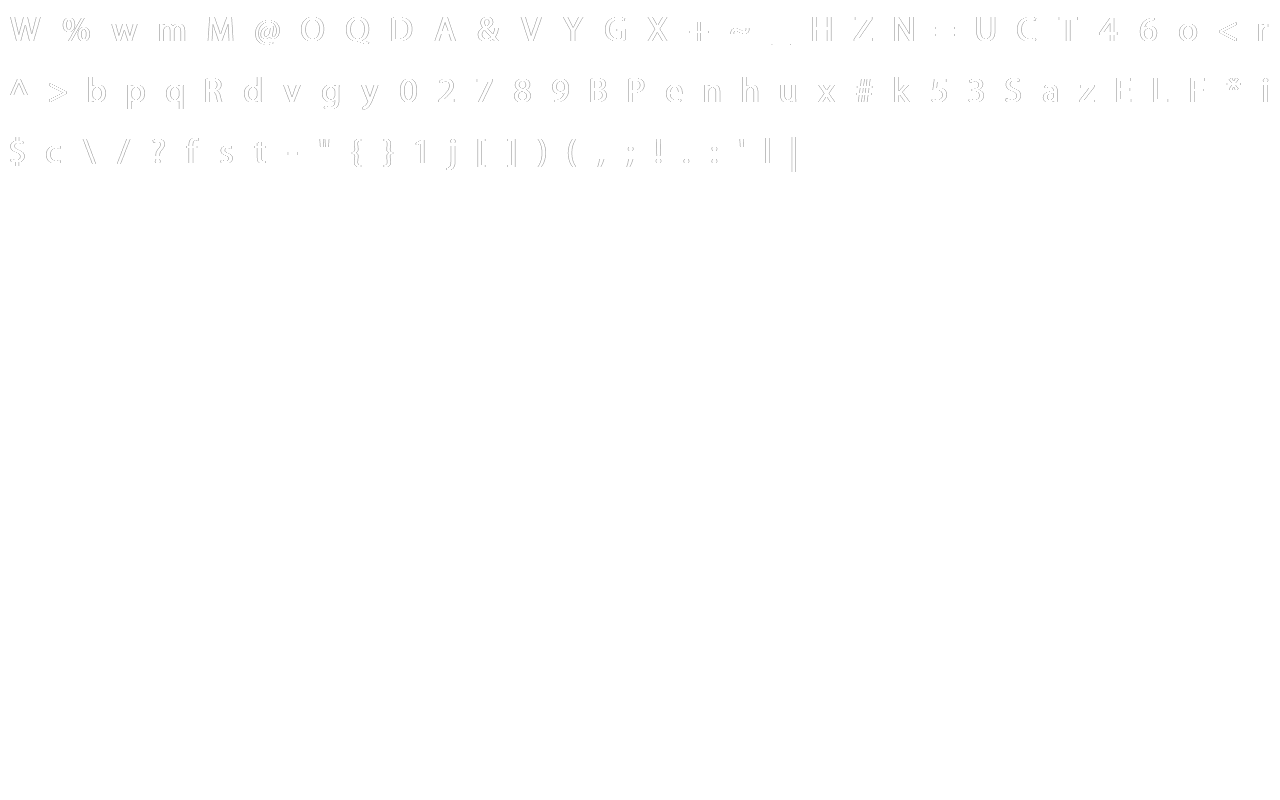 W % w m M @ O Q D A & V Y G X + ~ _ H Z N = U C T 4 6 o < r
^ > b p q R d v g y 0 2 7 8 9 B P e n h u x # k 5 3 S a z E L F * i
$ c \ / ? f s t - " { } 1 j [ ] ) ( , ; ! . : ' l |